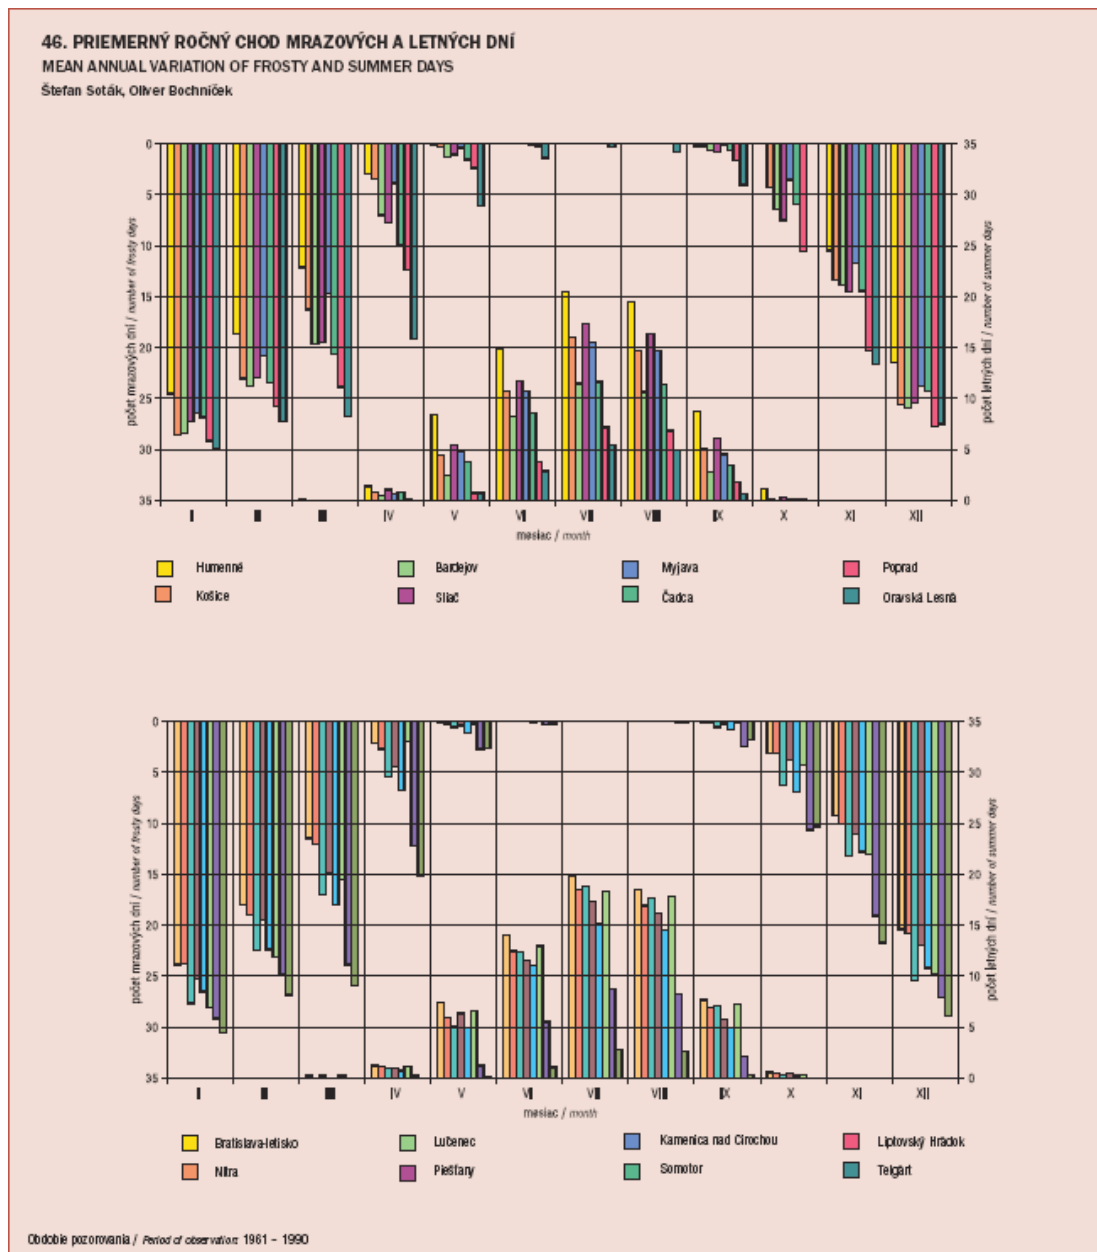 46. PRIEMERNÝ ROČNÝ CHOD MRAZOVÝCH A LETNÝCH DNÍ
MEAN ANNUAL VARIATION OF FROSTY AND SUMMER DAYS
Štefan Soták, Oliver Bochníček
počet mrazových dní / number of frosty days
0
5
10
15
20
25
30
35
35
30
25
20
15
10
5
0
počet letných dní / number of summer days
I II III IV V VI VII VIII IX X XI XII
mesiac / month
Humenné Bardejov Myjava Poprad
Košice Sliač Čadca Oravská Lesná
počet mrazových dní / number of frosty days
0
5
10
15
20
25
30
35
35
30
25
20
15
10
5
0
počet letných dní / number of summer days
I II III IV V VI VII VIII IX X XI XII
mesiac / month
Bratislava-letisko Lučenec Kamenica nad Cirochou Liptovský Hrádok
Nitra Piešťany Somotor Telgárt
Obdobie pozorovania / Period of observation: 1961 – 1990